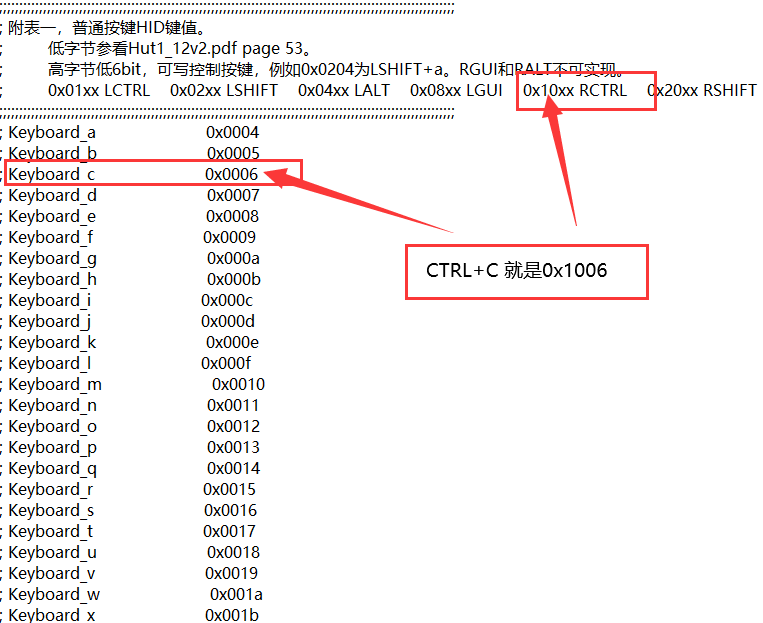 ;;;;;;;;;;;;;;;;;;;;;;;;;;;;;;;;;;;;;;;;;;;;;;;;;;;;;;;;;;;;;;;;;;;;;;;;;;;;;;;;;;;;;;;;;;;;;;;;;;;;;;;;;;;;;;;;
; 附表一，普通按键HID键值。
; 低字节参看Hut1_12v2.pdf page 53。
; 高字节低6bit，可写控制按键，例如0x0204为LSHIFT+a。RGUI和RALT不可实现。
; 0x01xx LCTRL 0x02xx LSHIFT 0x04xx LALT 0x08xx LGUI 0x10xx RCTRL 0x20xx RSHIFT
;;;;;;;;;;;;;;;;;;;;;;;;;;;;;;;;;;;;;;;;;;;;;;;;;;;;;;;;;;;;;;;;;;;;;;;;;;;;;;;;;;;;;;;;;;;;;;;;;;;;;;;;;;;;;;;;
; Keyboard_a 0x0004
; Keyboard_b 0x0005
; Keyboard_c 0x0006
; Keyboard_d 0x0007
; Keyboard_e 0x0008
; Keyboard_f 0x0009
; Keyboard_g 0x000a
; Keyboard_h 0x000b
; Keyboard_i 0x000c
; Keyboard_j 0x000d
; Keyboard_k 0x000e
; Keyboard_l 0x000f
; Keyboard_m 0x0010
; Keyboard_n 0x0011
; Keyboard_o 0x0012
; Keyboard_p 0x0013
; Keyboard_q 0x0014
; Keyboard_r 0x0015
; Keyboard_s 0x0016
; Keyboard_t 0x0017
; Keyboard_u 0x0018
; Keyboard_v 0x0019
; Keyboard_w 0x001a
; Keyboard_x 0x001b
CTRL+C 就是0x1006